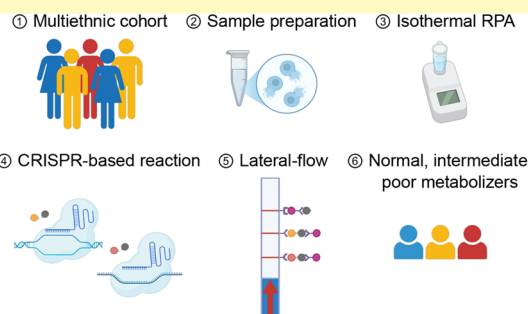 ① Multiethnic cohort
② Sample preparation
③ Isothermal RPA
④ CRISPR-based reaction
⑤ Lateral-flow
⑥ Normal, intermediate
poor metabolizers